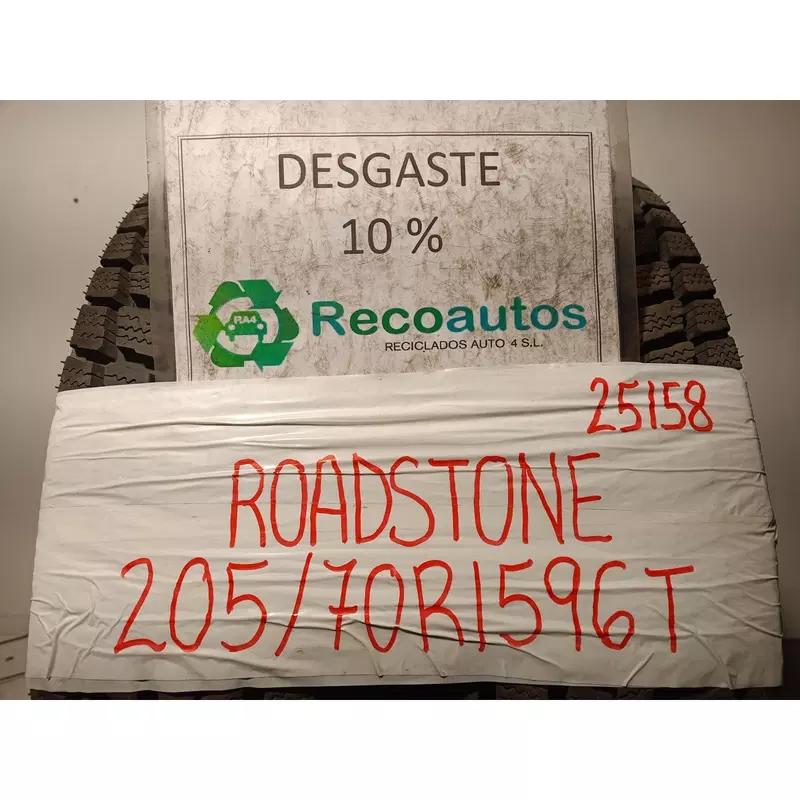 DESGASTE
10 %
RA4
Recoautos
RECICLADOS AUTO 4 S.L.
25158
ROADSTONE
205/70R1596T